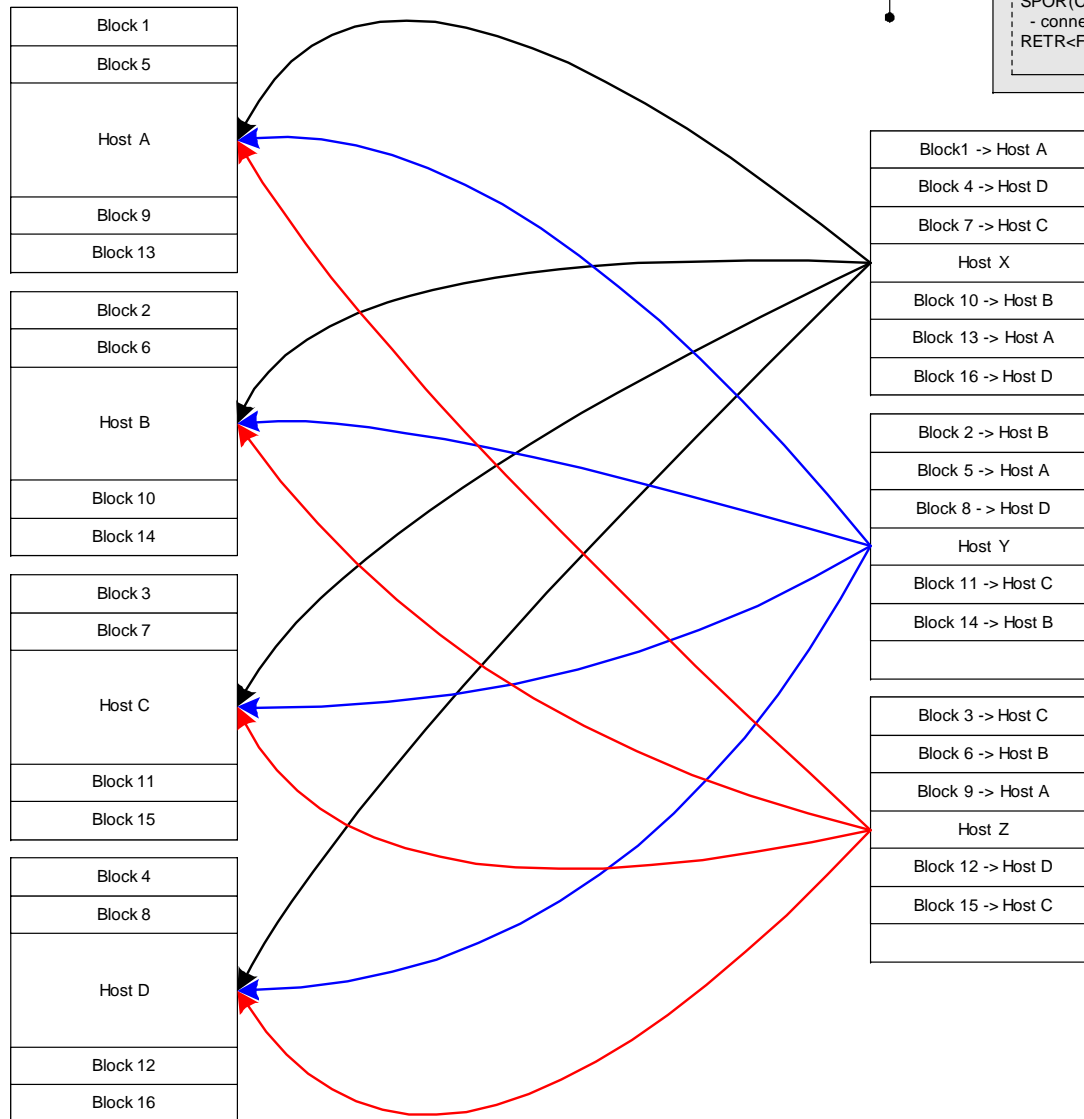 Block 1
Block 5
Host A
Block 9
Block 13
Block 2
Block 6
Host B
Block 10
Block 14
Block 3
Block 7
Host C
Block 11
Block 15
Block 4
Block 8
Host D
Block 12
Block 16
- conne
RETR<F
Block1 -> Host A
Block 4 -> Host D
Block 7 -> Host C
Host X
Block 10 -> Host B
Block 13 -> Host A
Block 16 -> Host D
Block 2 -> Host B
Block 5 -> Host A
Block 8 -> Host D
Host Y
Block 11 -> Host C
Block 14 -> Host B
Block 3 -> Host C
Block 6 -> Host B
Block 9 -> Host A
Host Z
Block 12 -> Host D
Block 15 -> Host C